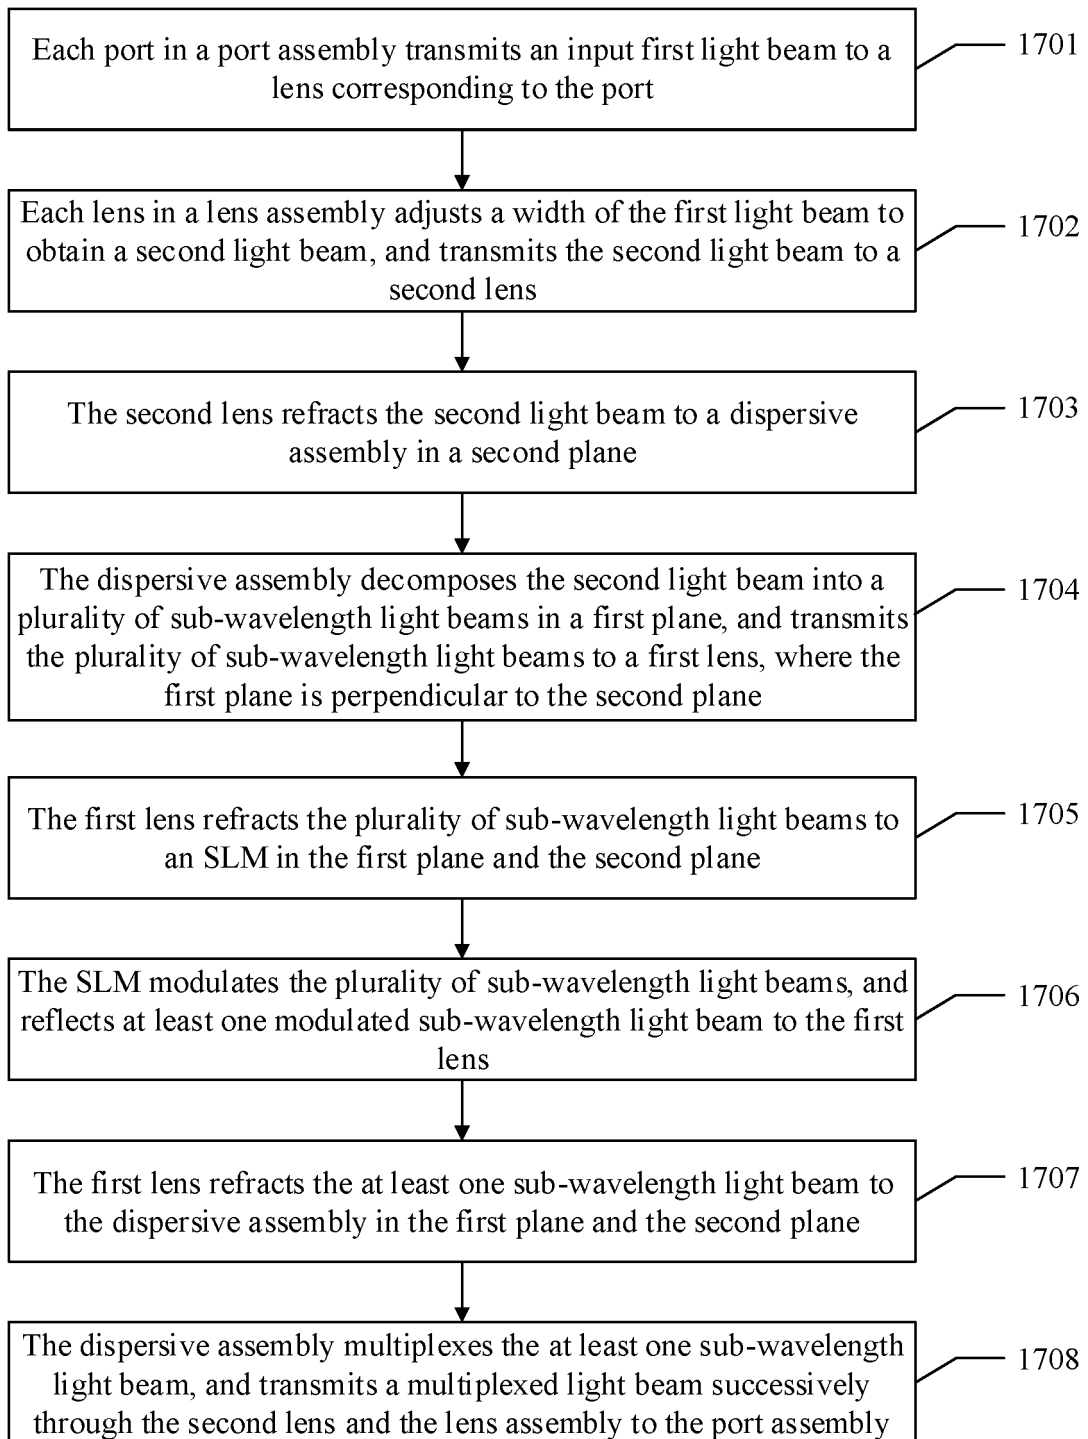 Each port in a port assembly transmits an input first light beam to a
lens corresponding to the port
1701
Each lens in a lens assembly adjusts a width of the first light beam to
obtain a second light beam, and transmits the second light beam to a
second lens
1702
The second lens refracts the second light beam to a dispersive
assembly in a second plane
1703
The dispersive assembly decomposes the second light beam into a
plurality of sub-wavelength light beams in a first plane, and transmits
the plurality of sub-wavelength light beams to a first lens, where the
first plane is perpendicular to the second plane
1704
The first lens refracts the plurality of sub-wavelength light beams to
an SLM in the first plane and the second plane
1705
The SLM modulates the plurality of sub-wavelength light beams, and
reflects at least one modulated sub-wavelength light beam to the first
lens
1706
The first lens refracts the at least one sub-wavelength light beam to
the dispersive assembly in the first plane and the second plane
1707
The dispersive assembly multiplexes the at least one sub-wavelength
light beam, and transmits a multiplexed light beam successively
through the second lens and the lens assembly to the port assembly
1708